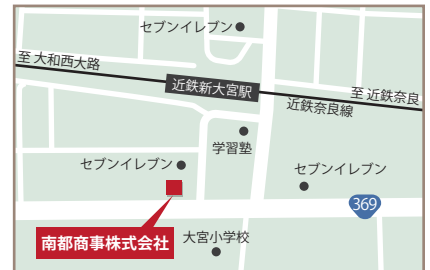 セブンイレブン
至 大和西大路
近鉄新大宮駅
至 近鉄奈良
近鉄奈良線
学習塾
セブンイレブン
セブンイレブン
369
南都商事株式会社
大宮小学校